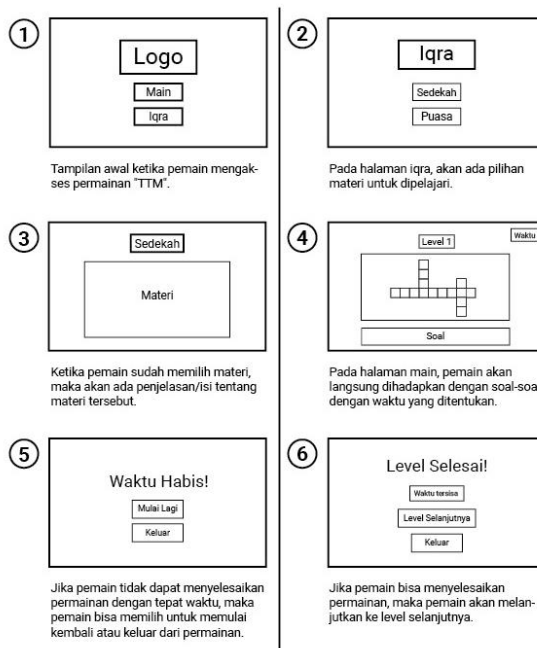 1
Logo
Main
Iqra
Tampilan awal ketika pemain mengak-
ses permainan "TTM".
2
Iqra
Sedekah
Puasa
Pada halaman iqra, akan ada pilihan
materi untuk dipelajari.
3
Sedekah
Materi
Ketika pemain sudah memilih materi,
maka akan ada penjelasan/isi tentang
materi tersebut.
4
Level 1
Waktu
Soal
Pada halaman main, pemain akan
langsung dihadapkan dengan soal-soa
dengan waktu yang ditentukan.
5
Waktu Habis!
Mulai Lagi
Keluar
Jika pemain tidak dapat menyelesaikan
permainan dengan tepat waktu, maka
pemain bisa memilih untuk memulai
kembali atau keluar dari permainan.
6
Level Selesai!
Waktu tersisa
Level Selanjutnya
Keluar
Jika pemain bisa menyelesaikan
permainan, maka pemain akan melan-
jutkan ke level selanjutnya.